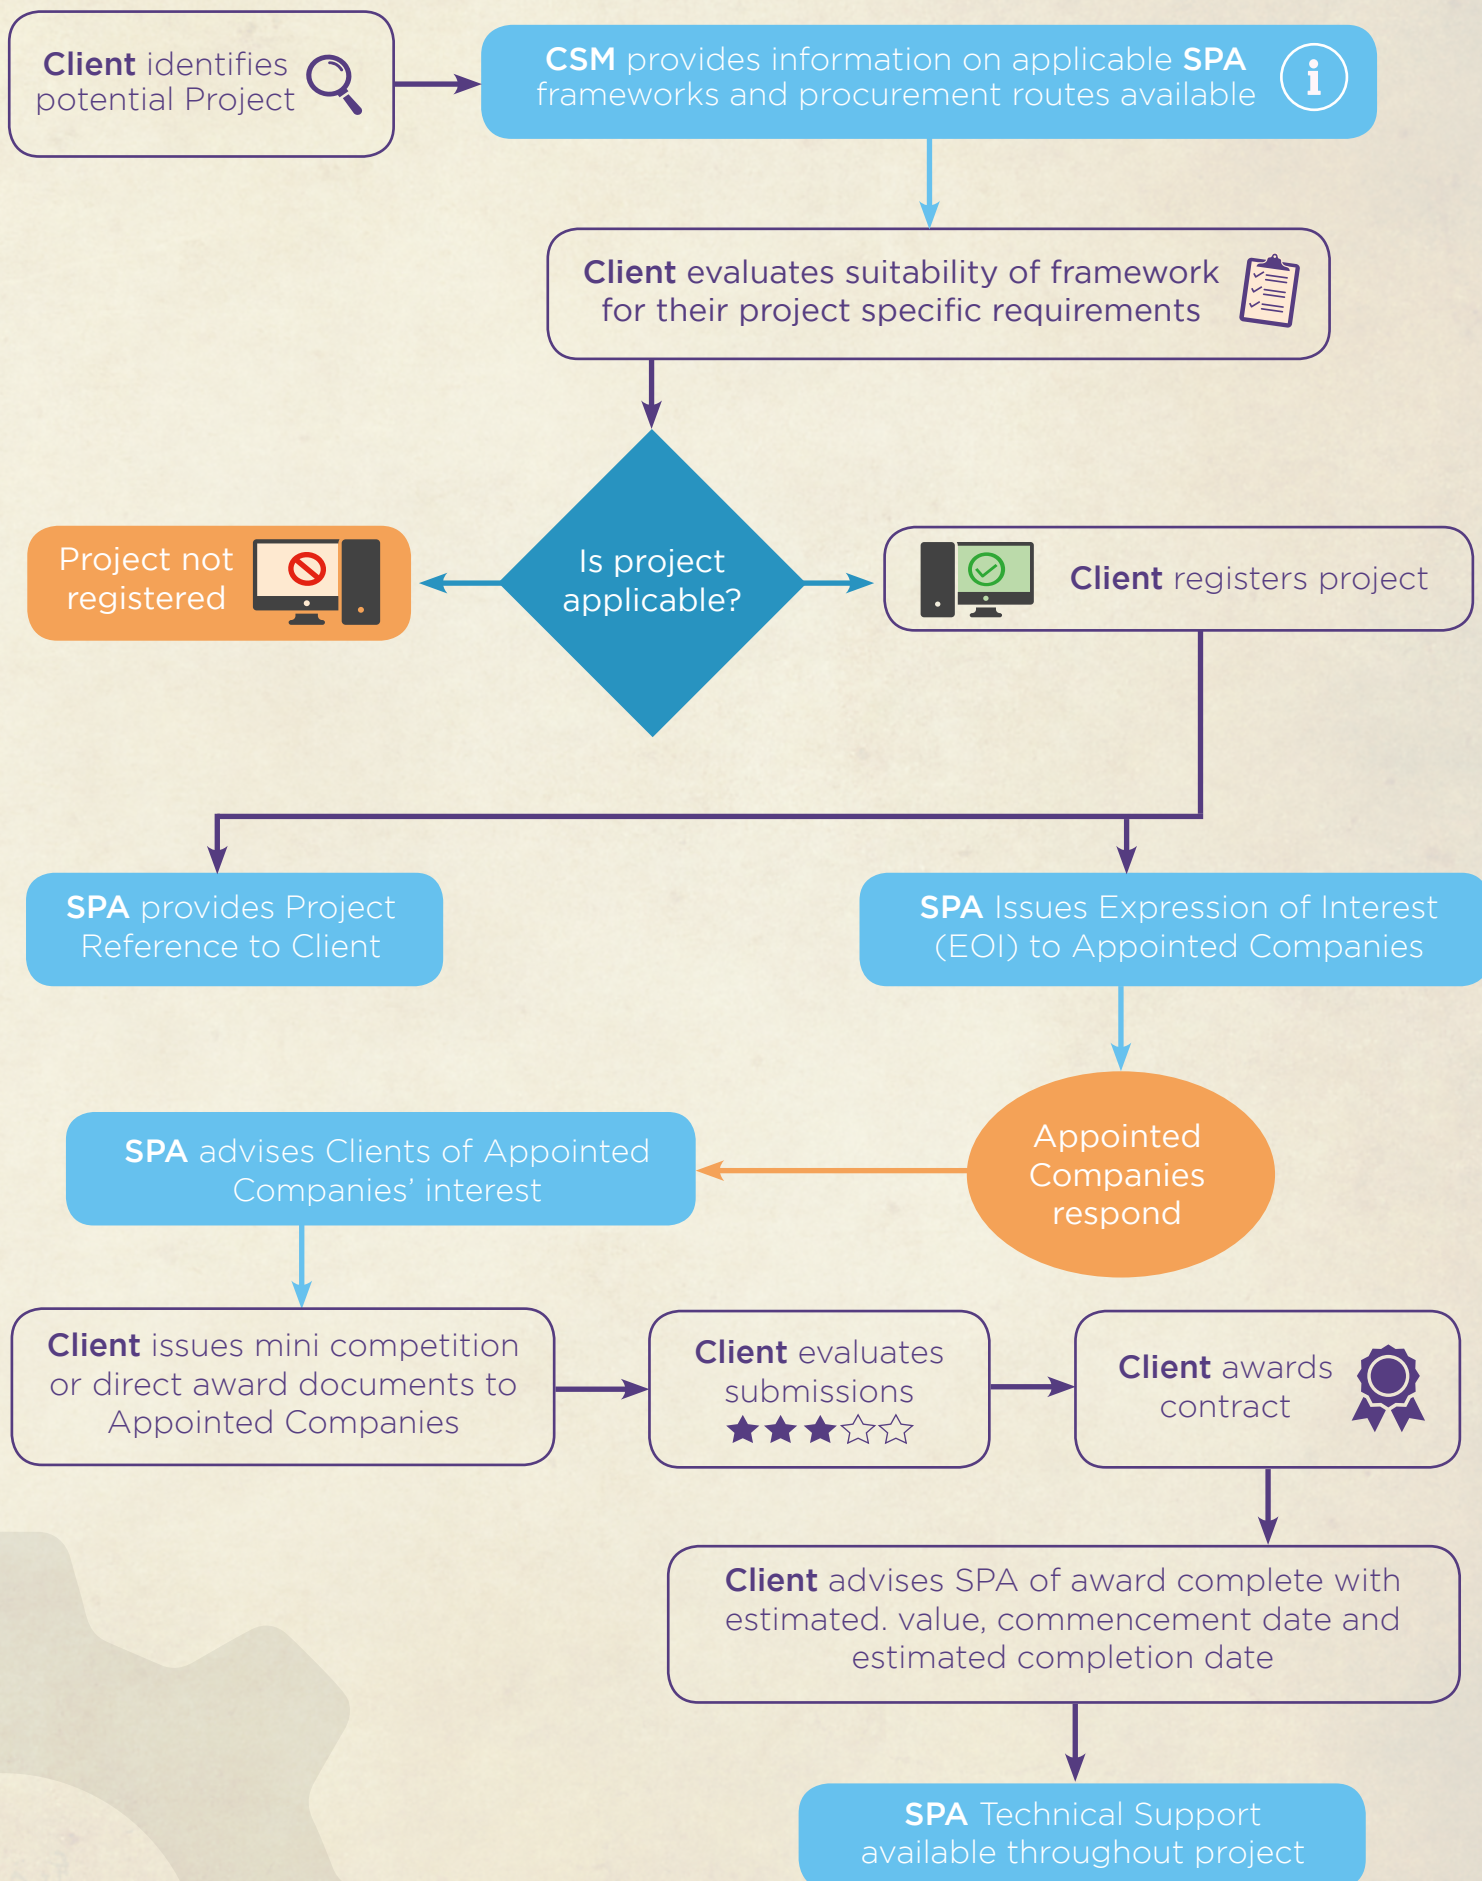 Client identifies
potential Project
CSM provides information on applicable SPA
frameworks and procurement routes available
i
Client evaluates suitability of framework
for their project specific requirements
Is project
applicable?
Project not
registered
Client registers project
SPA provides Project
Reference to Client
SPA Issues Expression of Interest
(EOI) to Appointed Companies
Appointed
Companies
respond
SPA advises Clients of Appointed
Companies’ interest
Client issues mini competition
or direct award documents to
Appointed Companies
Client evaluates
submissions
Client awards
contract
Client advises SPA of award complete with
estimated. value, commencement date and
estimated completion date
SPA Technical Support
available throughout project